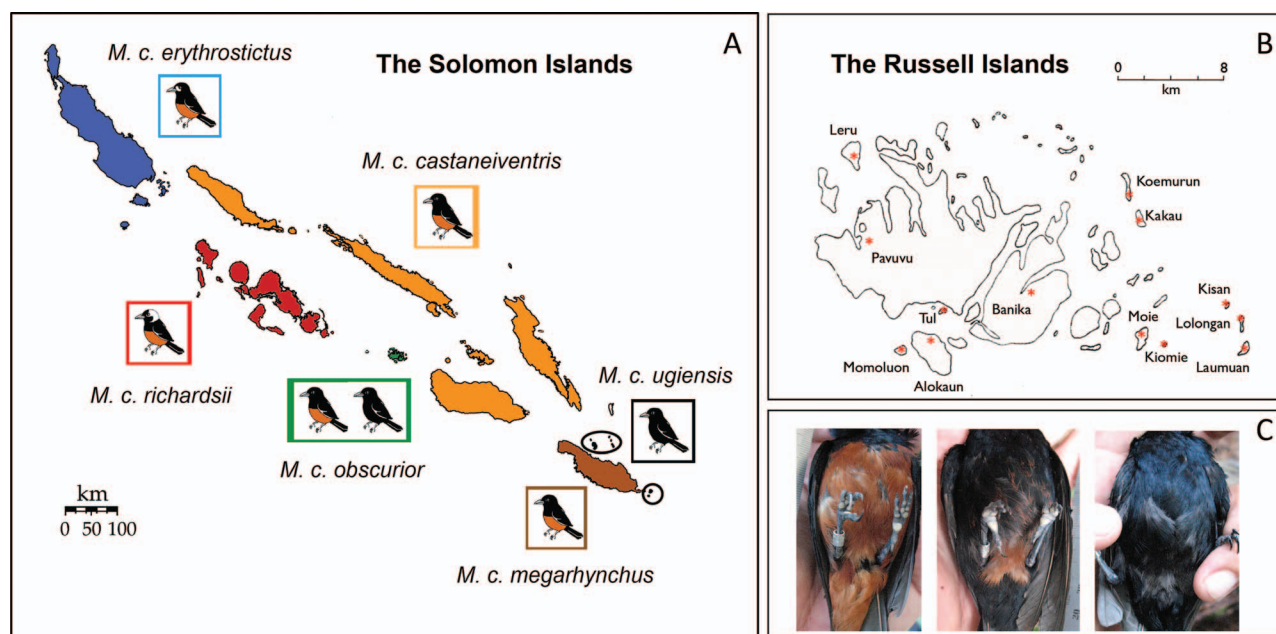 A
The Solomon Islands
M. c. erythrostictus
M. c. castaneiventris
M. c. richardsii
M. c. obscurior
M. c. ugiensis
M. c. megarhynchus
km
0 50 100
B
The Russell Islands
0 8
km
Leru
Koemurun
Kakau
Pavuvu
Kisan
Banika
Tul
Moie
Lolongan
Momoluon
Kiomie
Laumuan
Alokaun
C